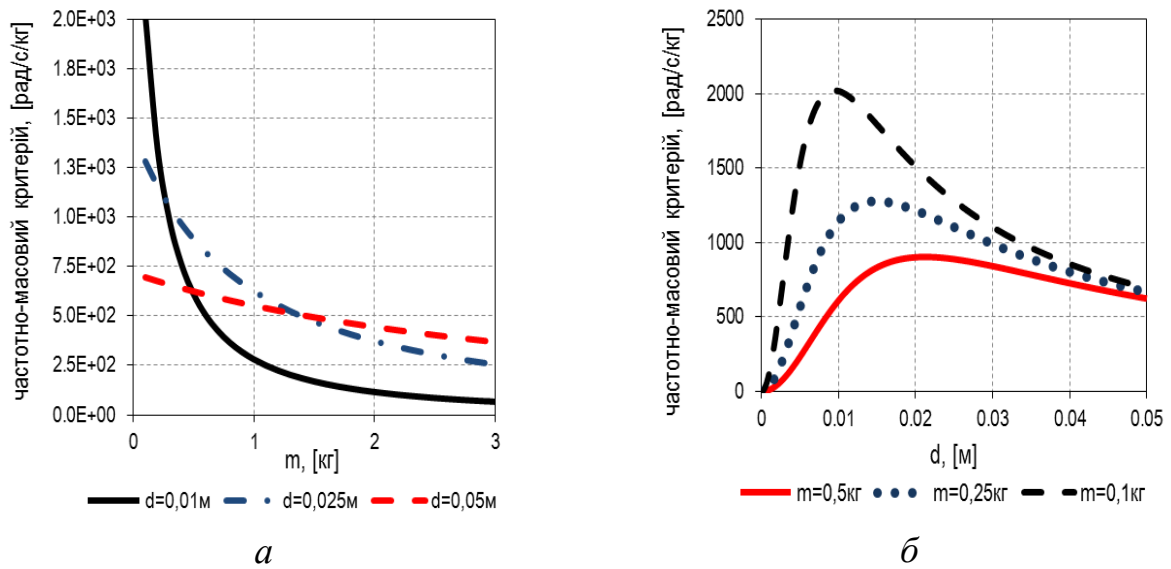 частотно-масовий критерій, [рад/с/кг]
2.0E+03
1.8E+03
1.5E+03
1.3E+03
1.0E+03
7.5E+02
5.0E+02
2.5E+02
0.0E+00
0 1 2 3
m, [кг]
d=0,01м d=0,025м d=0,05м
а
частотно-масовий критерій, [рад/с/кг]
2500
2000
1500
1000
500
0
0 0.01 0.02 0.03 0.04 0.05
d, [м]
m=0,5кг m=0,25кг m=0,1кг
б